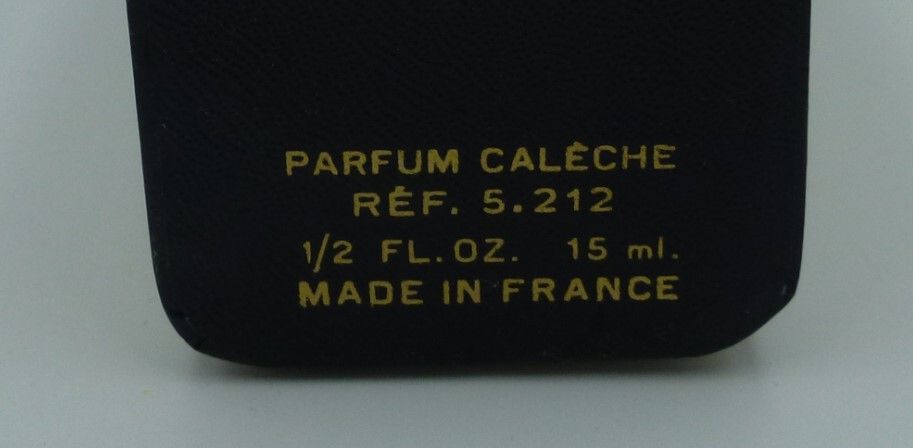 PARFUM CALÈCHE
RÉF. 5.212
1/2 FL.OZ. 15 ml.
MADE IN FRANCE